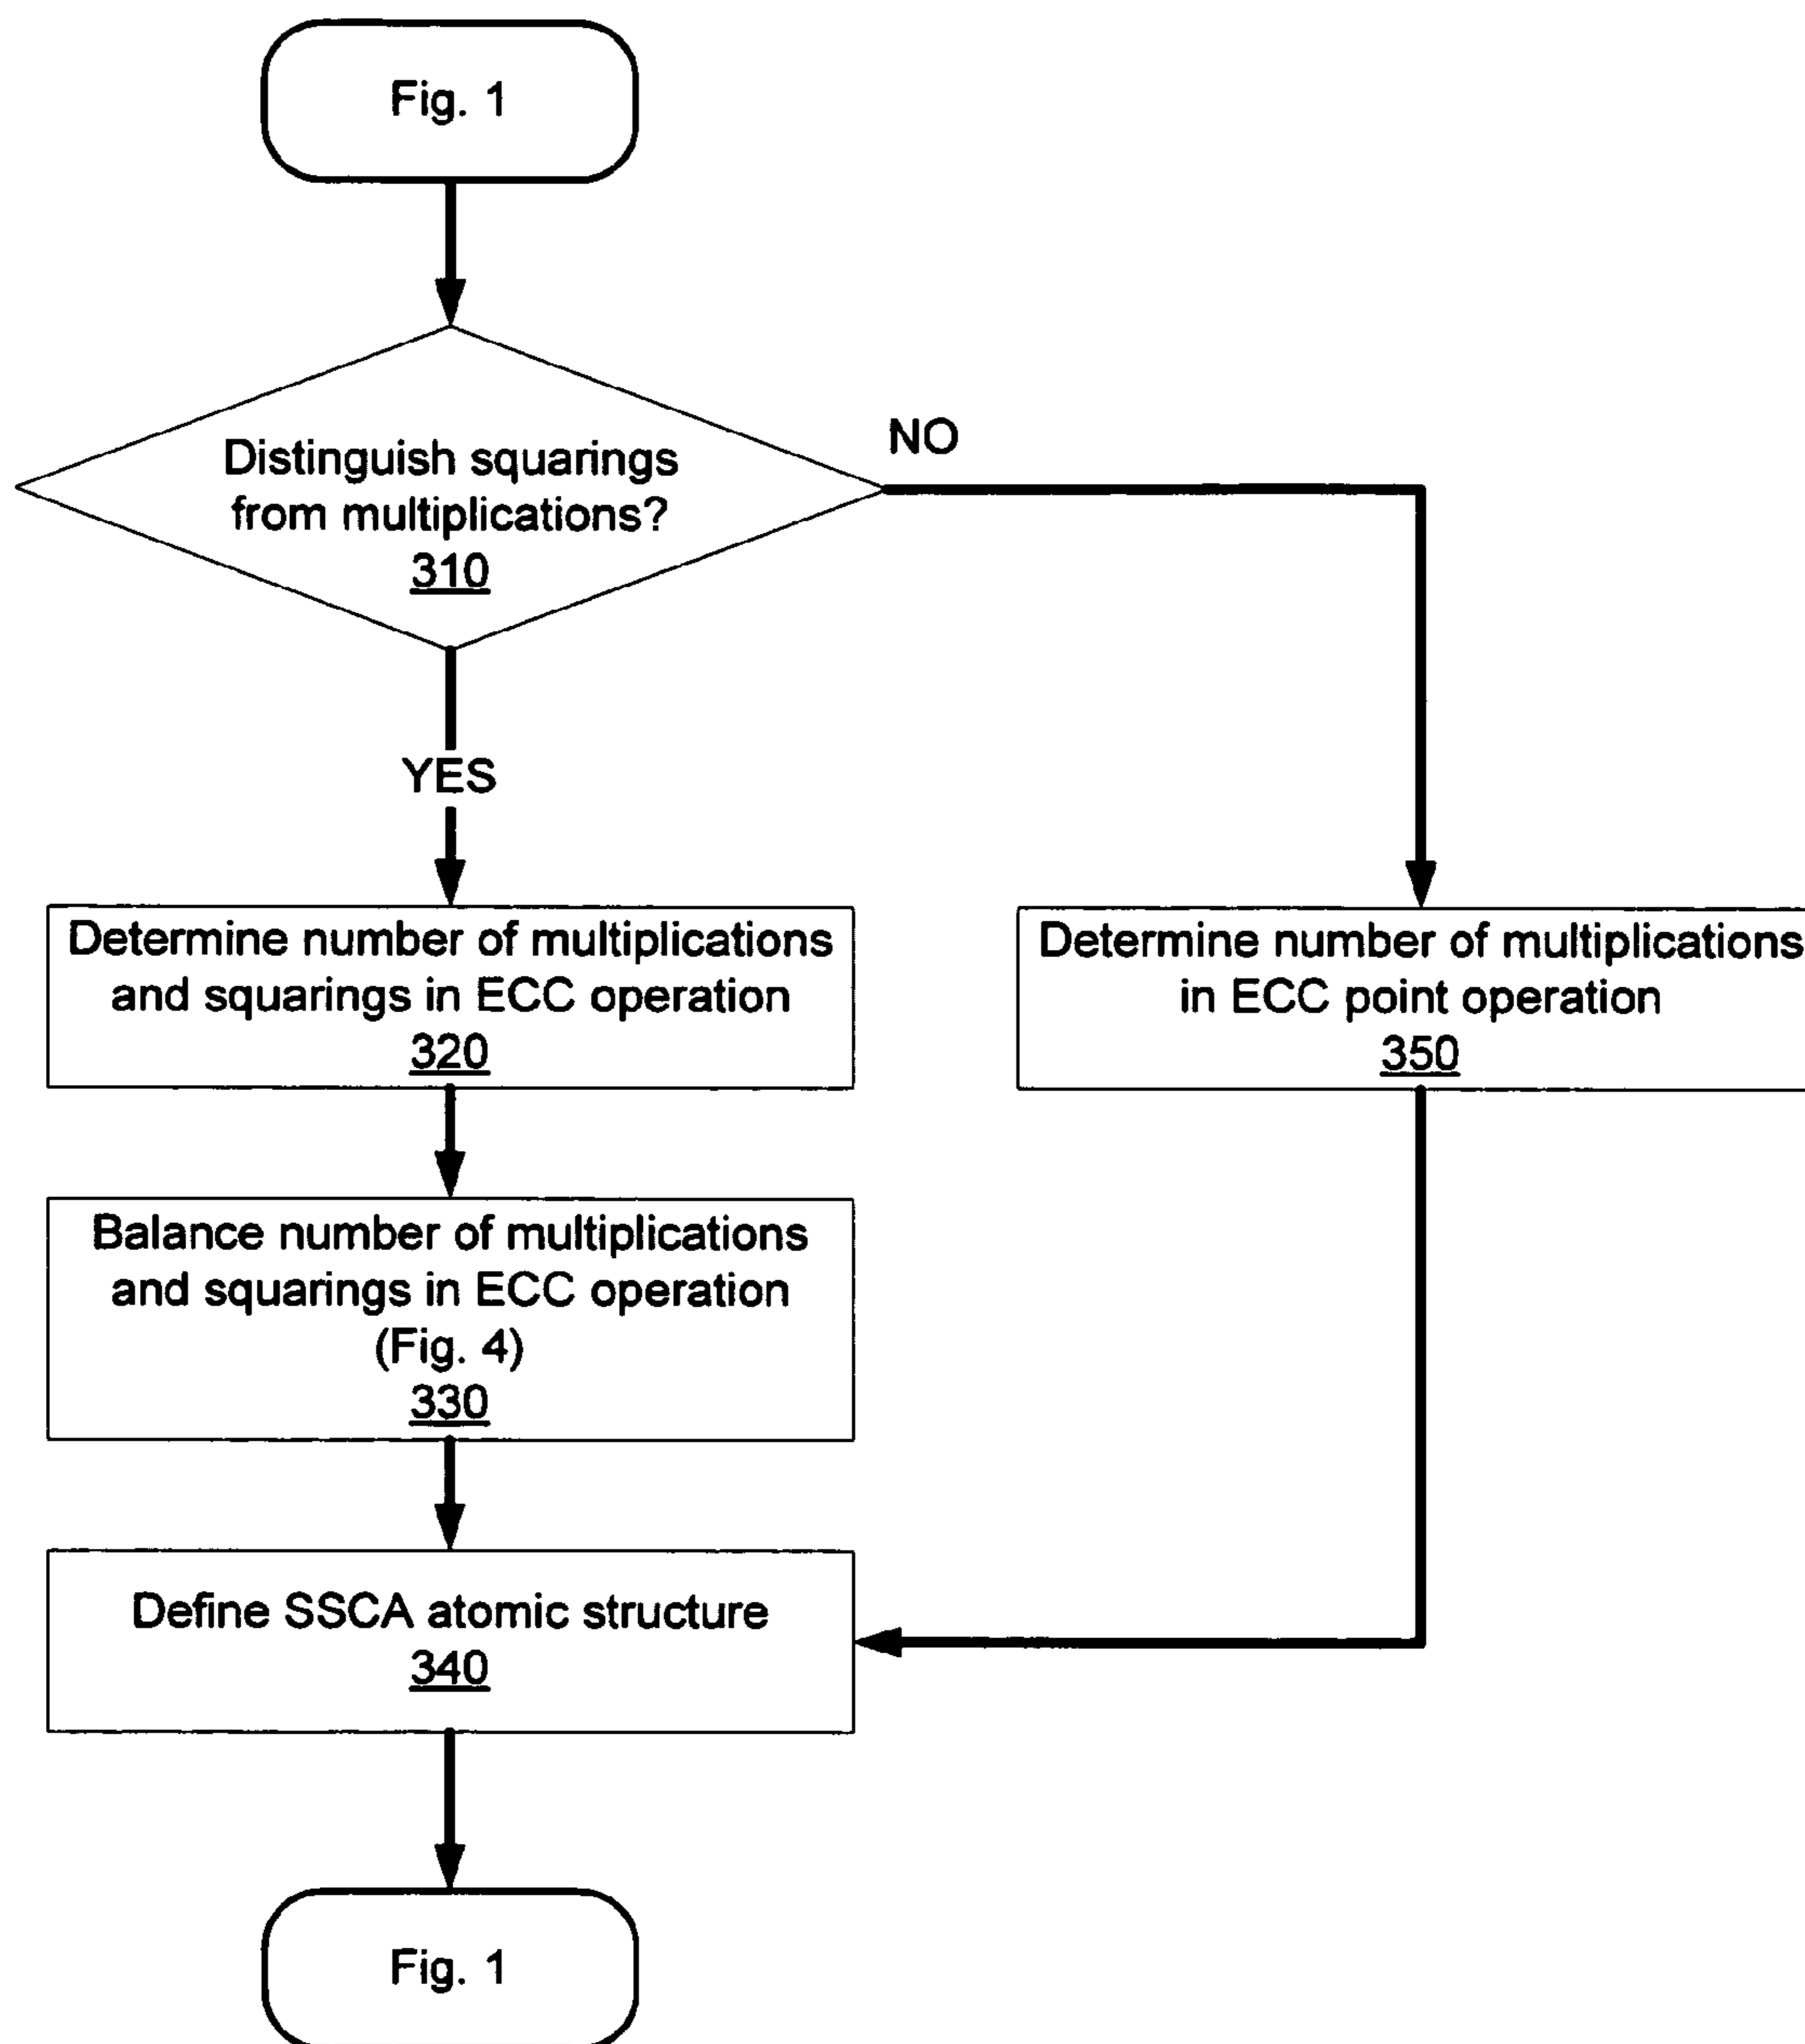 Fig. 1
Distinguish squarings
from multiplications?
310
NO
YES
Determine number of multiplications
and squarings in ECC operation
320
Determine number of multiplications
in ECC point operation
350
Balance number of multiplications
and squarings in ECC operation
(Fig. 4)
330
Define SSCA atomic structure
340
Fig. 1